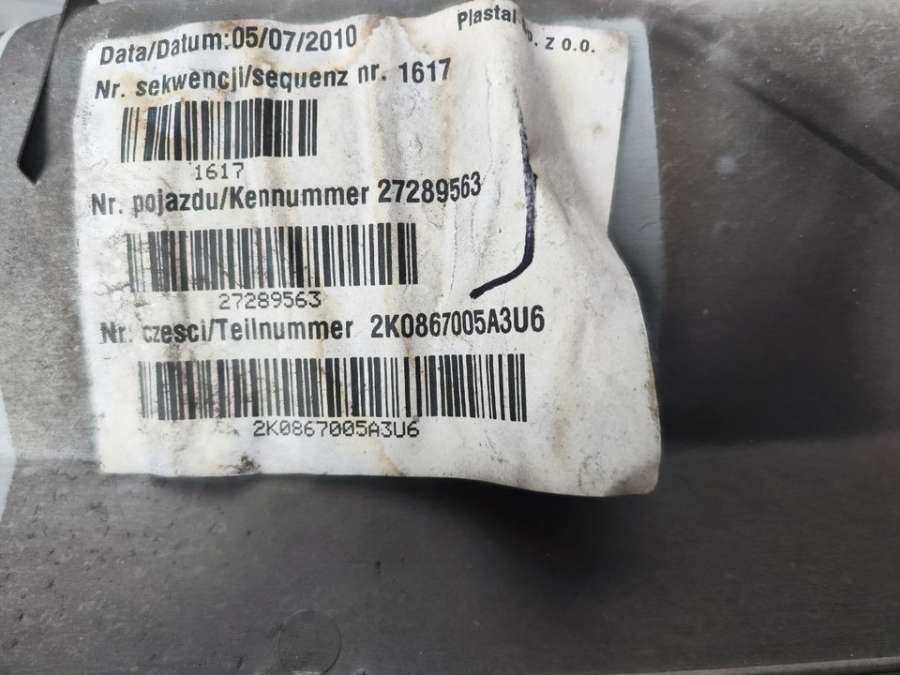 Plastal
z o.o.
Data/Datum:05/07/2010
Nr. sekwencji/sequenz nr. 1617
1617
Nr. pojazdu/Kennummer 27289563
27289563
Nr. czesci/Teilnummer 2K0867005A3U6
2K0867005A3U6